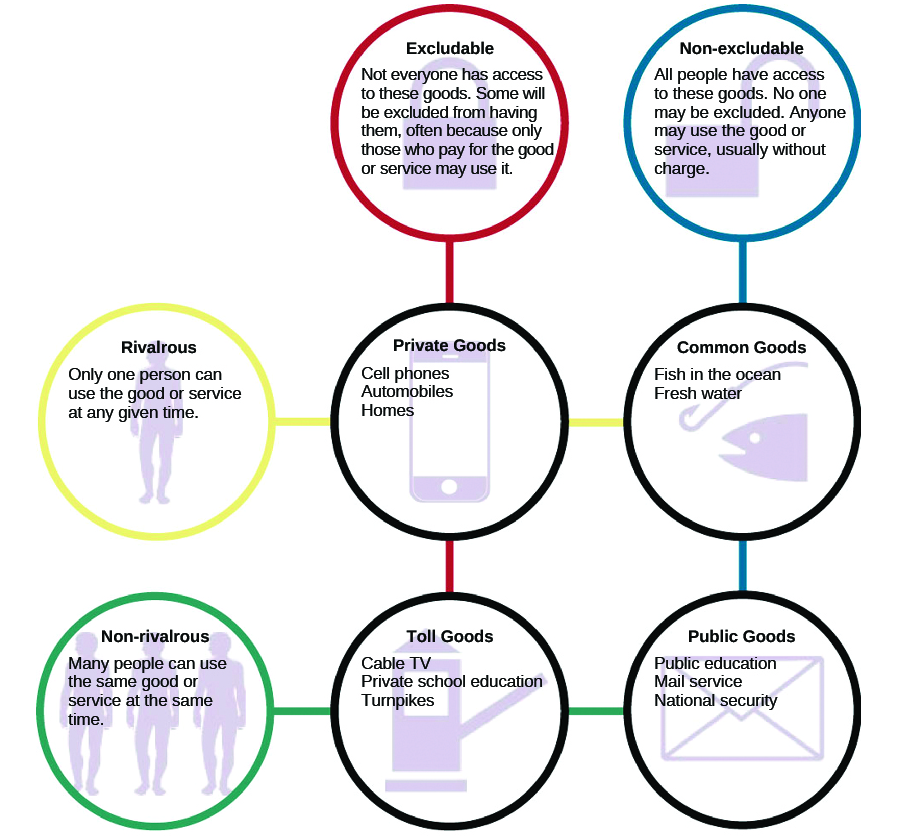 Excludable
Not everyone has access
to these goods. Some will
be excluded from having
them, often because only
those who pay for the good
or service may use it.
Non-excludable
All people have access
to these goods. No one
may be excluded. Anyone
may use the good or
service, usually without
charge.
Rivalrous
Only one person can
use the good or service
at any given time.
Private Goods
Cell phones
Automobiles
Homes
Common Goods
Fish in the ocean
Fresh water
Non-rivalrous
Many people can use
the same good or
service at the same
time.
Toll Goods
Cable TV
Private school education
Turnpikes
Public Goods
Public education
Mail service
National security